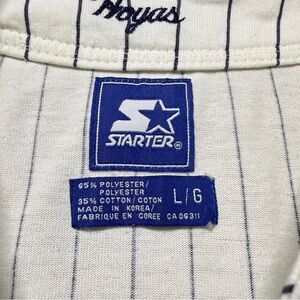 Hoyas
STARTER®
65% POLYESTER/
POLYESTER
35% COTTON/COTON
MADE IN KOREA/
FABRIQUE EN COREE CA 06311
L/G